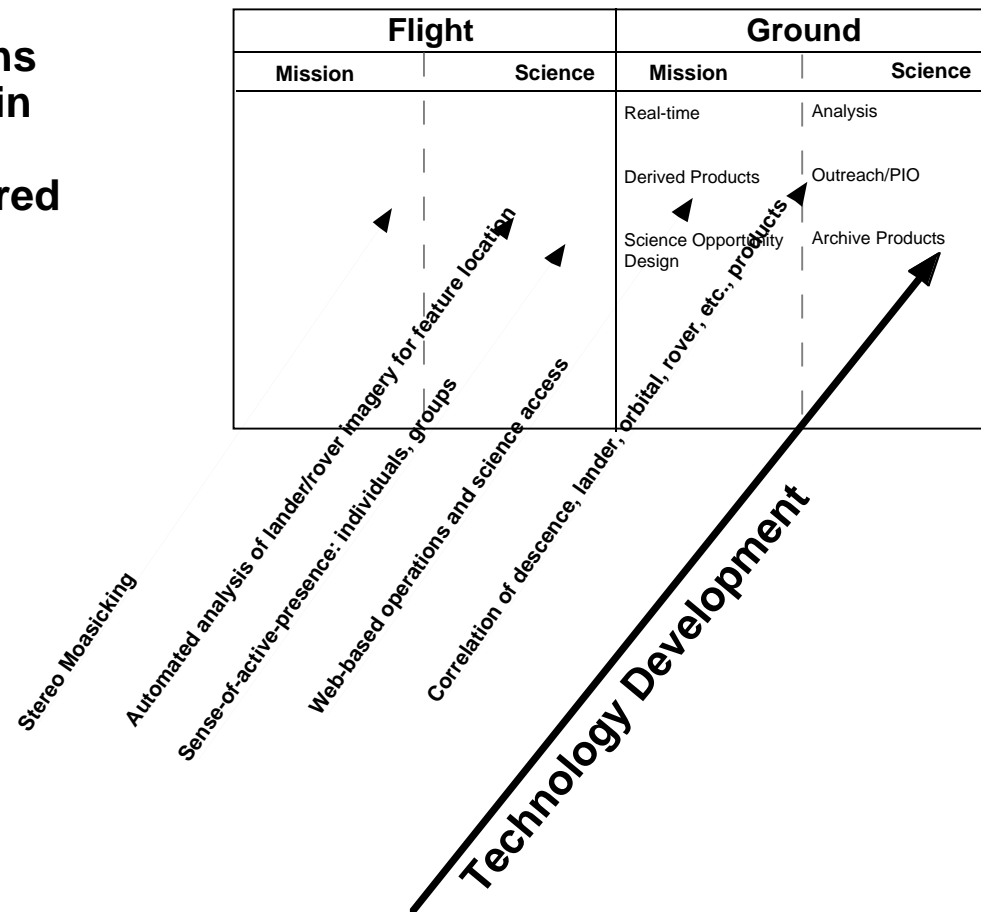 ns
in
red
Flight Ground
Mission Science Mission Science
Real-time Analysis
Derived Products Outreach/PIO
Science Opportunity Archive Products
Design
Stereo Moasicking
Automated analysis of lander/rover imagery for feature location
Sense-of-active-presence: individuals, groups
Web-based operations and science access
Correlation of descence, lander, orbital, rover, etc., products
Technology Development